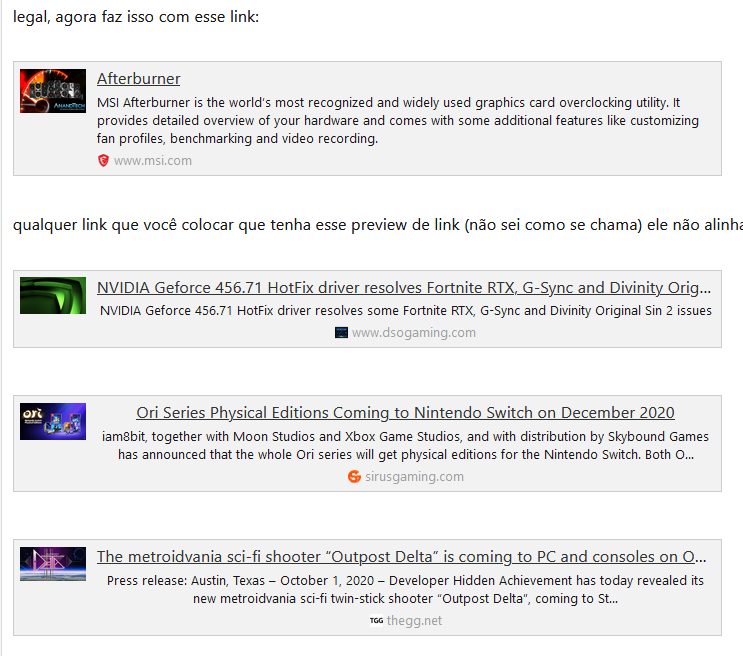 legal, agora faz isso com esse link:
Afterburner
MSI Afterburner is the world's most recognized and widely used graphics card overclocking utility. It
provides detailed overview of your hardware and comes with some additional features like customizing
fan profiles, benchmarking and video recording.
www.msi.com
ANANDTECH
qualquer link que você colocar que tenha esse preview de link (não sei como se chama) ele não alinha
NVIDIA Geforce 456.71 HotFix driver resolves Fortnite RTX, G-Sync and Divinity Orig...
NVIDIA Geforce 456.71 HotFix driver resolves some Fortnite RTX, G-Sync and Divinity Original Sin 2 issues
www.dsogaming.com
ori
Ori Series Physical Editions Coming to Nintendo Switch on December 2020
iam8bit, together with Moon Studios and Xbox Game Studios, and with distribution by Skybound Games
has announced that the whole Ori series will get physical editions for the Nintendo Switch. Both O...
sirusgaming.com
The metroidvania sci-fi shooter “Outpost Delta” is coming to PC and consoles on O...
Press release: Austin, Texas – October 1, 2020 – Developer Hidden Achievement has today revealed its
new metroidvania sci-fi twin-stick shooter “Outpost Delta”, coming to St...
TGG thegg.net